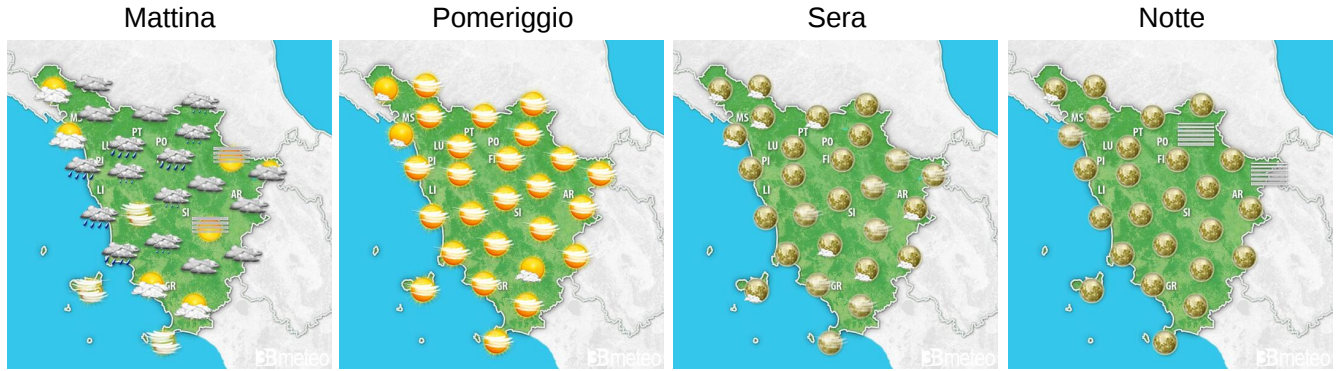 Mattina
Pomeriggio
Sera
Notte
MS
PT
LU
PO
PI
LI
AR
SI
GR
3Bmeteo
MS
PT
LU
PO
PI
FI
LI
AR
SI
GR
3Bmeteo
MS
PT
LU
PO
PI
FI
LI
AR
SI
GR
3Bmeteo
MS
PT
LU
PO
PI
FI
LI
AR
SI
GR
3Bmeteo